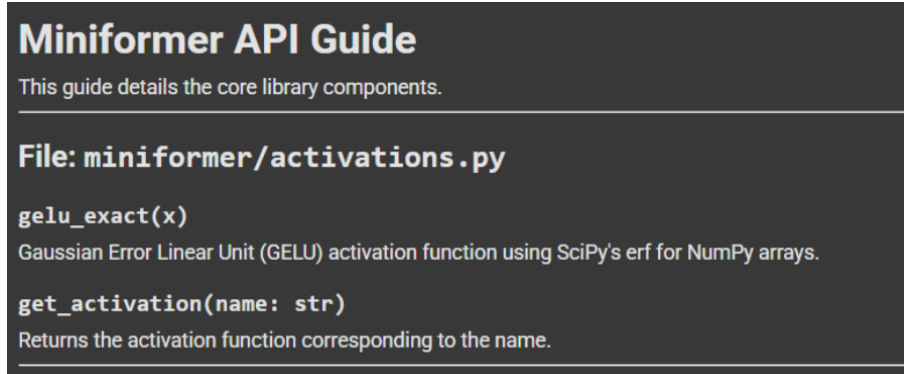 Miniformer API Guide
This guide details the core library components.
File: miniformer/activations.py
gelu_exact(x)
Gaussian Error Linear Unit (GELU) activation function using SciPy's erf for NumPy arrays.
get_activation(name: str)
Returns the activation function corresponding to the name.